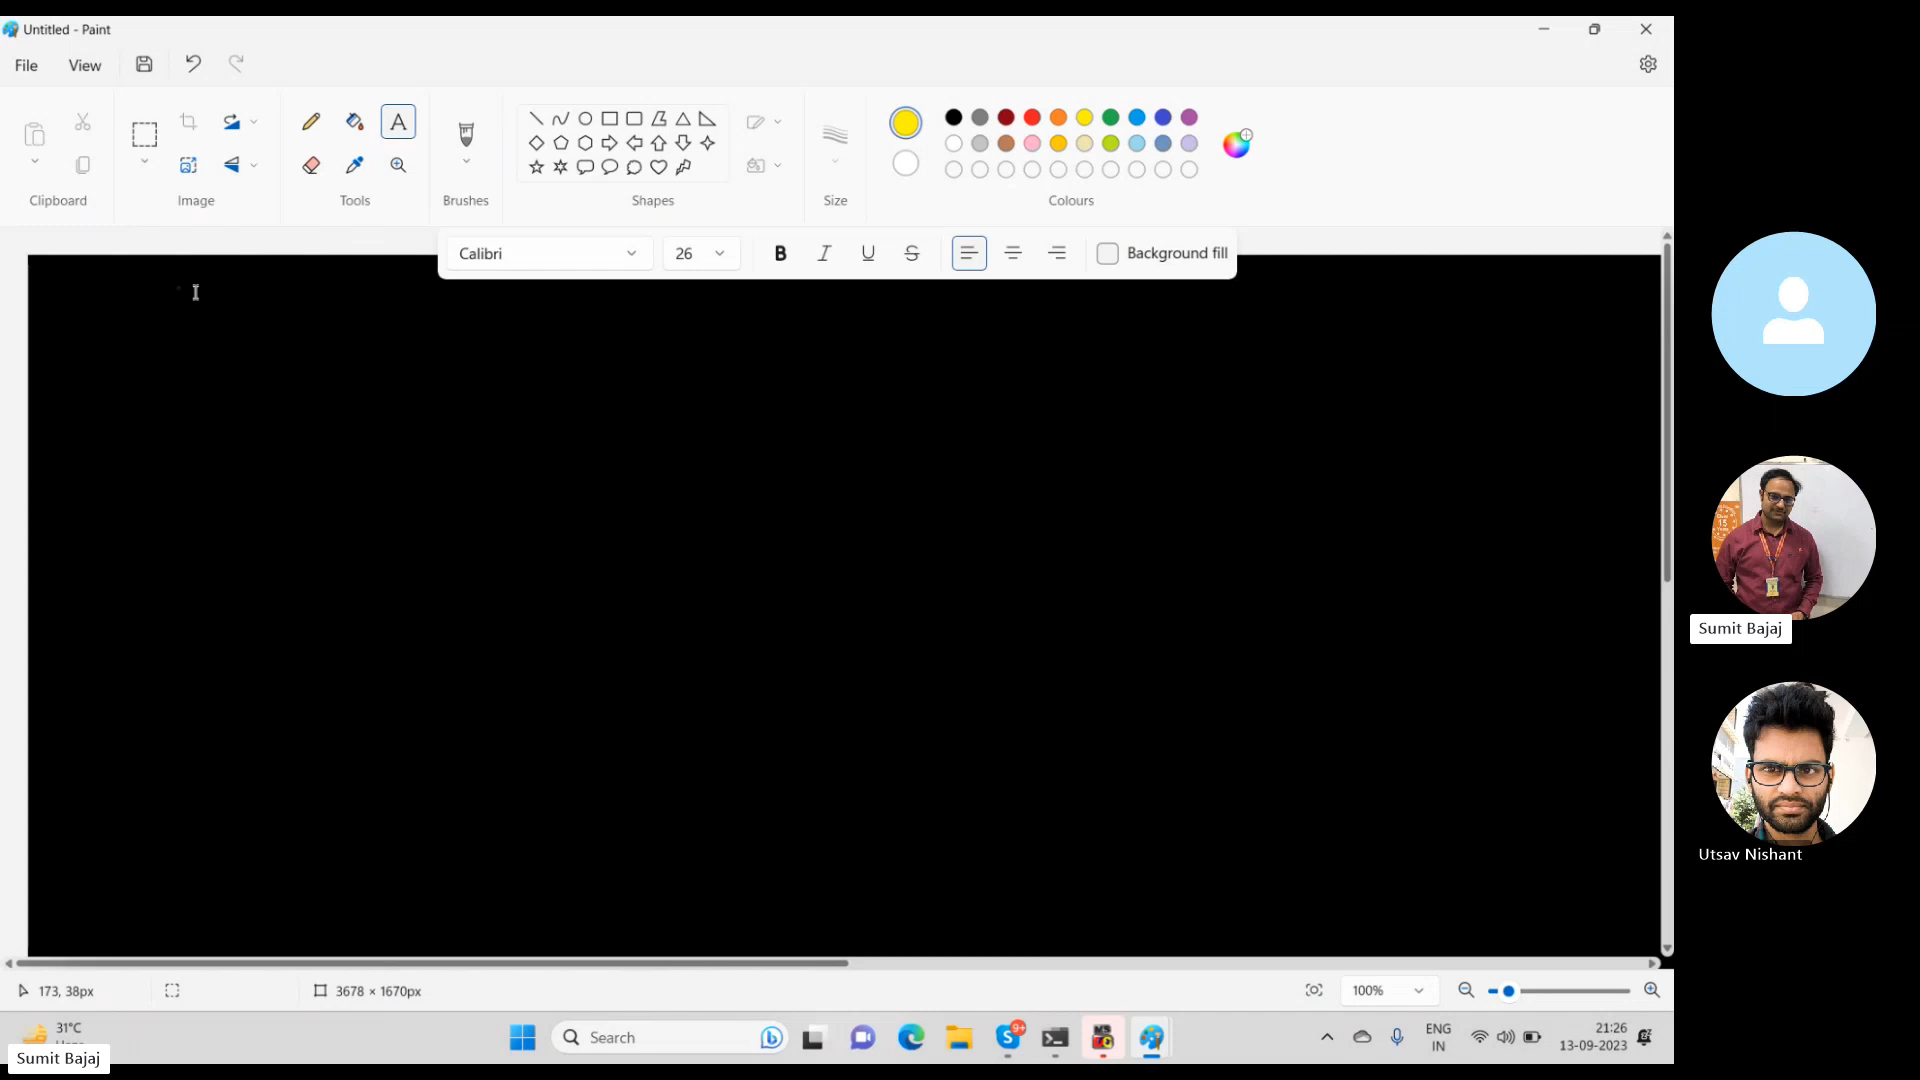 Untitled - Paint
File
View
Clipboard
Image
Tools
Brushes
Shapes
Size
Colours
Calibri
26
B
I
U
S
Background fill
Sumit Bajaj
Utsav Nishant
173, 38px
3678 × 1670px
100%
31°C
Search
9+
ENG
IN
21:26
13-09-2023
Sumit Bajaj